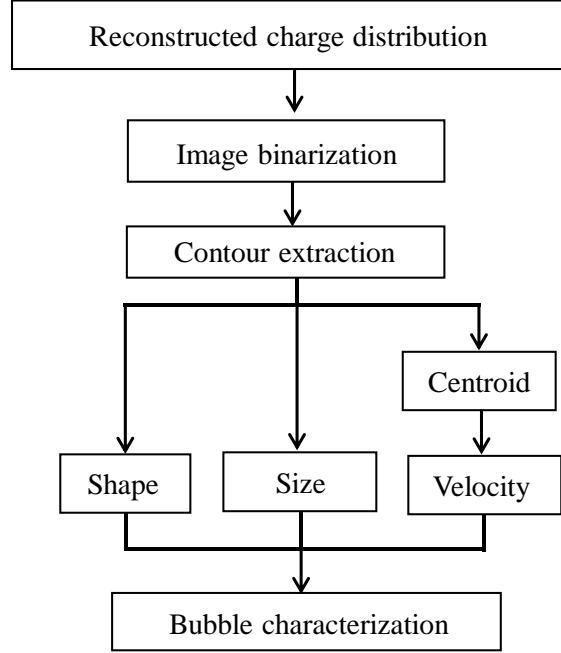 Reconstructed charge distribution
Image binarization
Contour extraction
Centroid
Shape
Size
Velocity
Bubble characterization